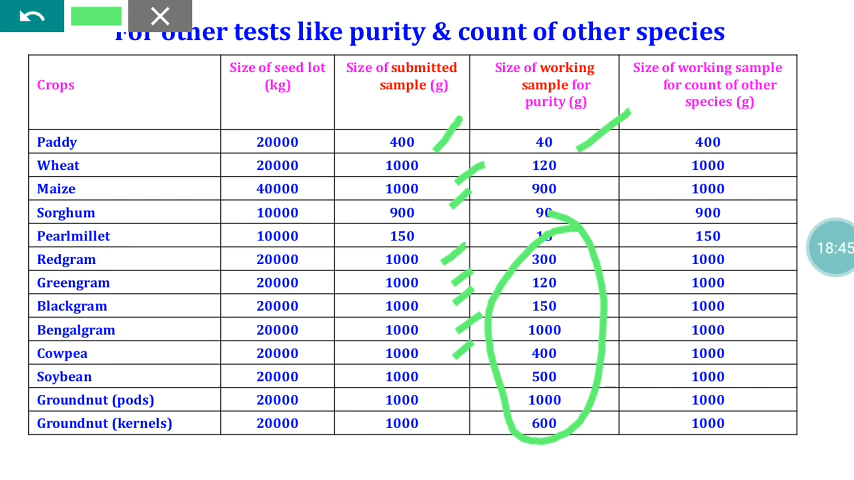 For other tests like purity & count of other species
Crops
Size of seed lot
(kg)
Size of submitted
sample (g)
Size of working
sample for
purity (g)
Size of working sample
for count of other
species (g)
Paddy 20000 400 40 400
Wheat 20000 1000 120 1000
Maize 40000 1000 900 1000
Sorghum 10000 900 90 900
Pearlmillet 10000 150 15 150
Redgram 20000 1000 300 1000
Greengram 20000 1000 120 1000
Blackgram 20000 1000 150 1000
Bengalgram 20000 1000 1000 1000
Cowpea 20000 1000 400 1000
Soybean 20000 1000 500 1000
Groundnut (pods) 20000 1000 1000 1000
Groundnut (kernels) 20000 1000 600 1000
18:45